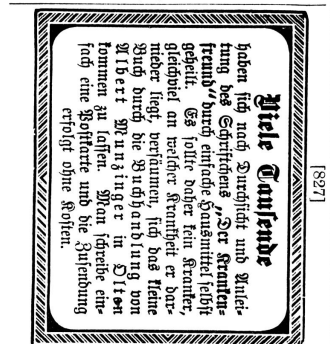 Viele Tausende
haben sich nach Durchsicht und Anlei-
tung des Schriftchens „Der Kranken-
freund“ durch einfache Hausmittel selbst
geheilt. Es sollte daher kein Kranker,
gleichviel an welcher Krankheit er dar-
nieder liegt, versäumen, sich das kleine
Buch durch die Buchhandlung von
Albert Munzinger in Olten
kommen zu lassen. Man schreibe ein-
fach eine Postkarte und die Zusendung
erfolgt ohne Kosten.
[827]